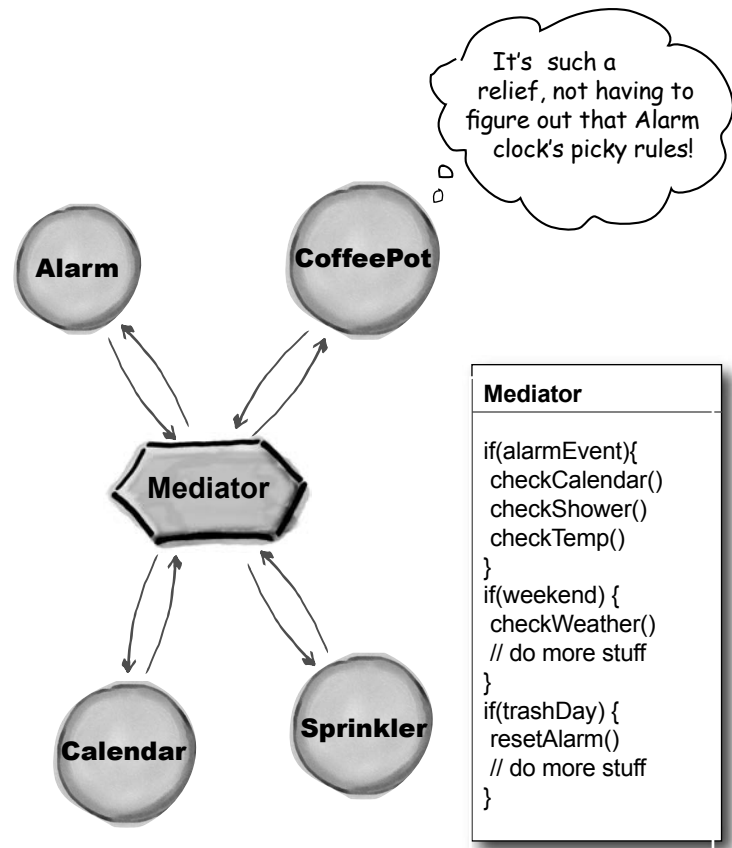 It's such a
relief, not having to
figure out that Alarm
clock's picky rules!
Alarm
CoffeePot
Mediator
Calendar
Sprinkler
Mediator
if(alarmEvent){
checkCalendar()
checkShower()
checkTemp()
}
if(weekend) {
checkWeather()
// do more stuff
}
if(trashDay) {
resetAlarm()
// do more stuff
}